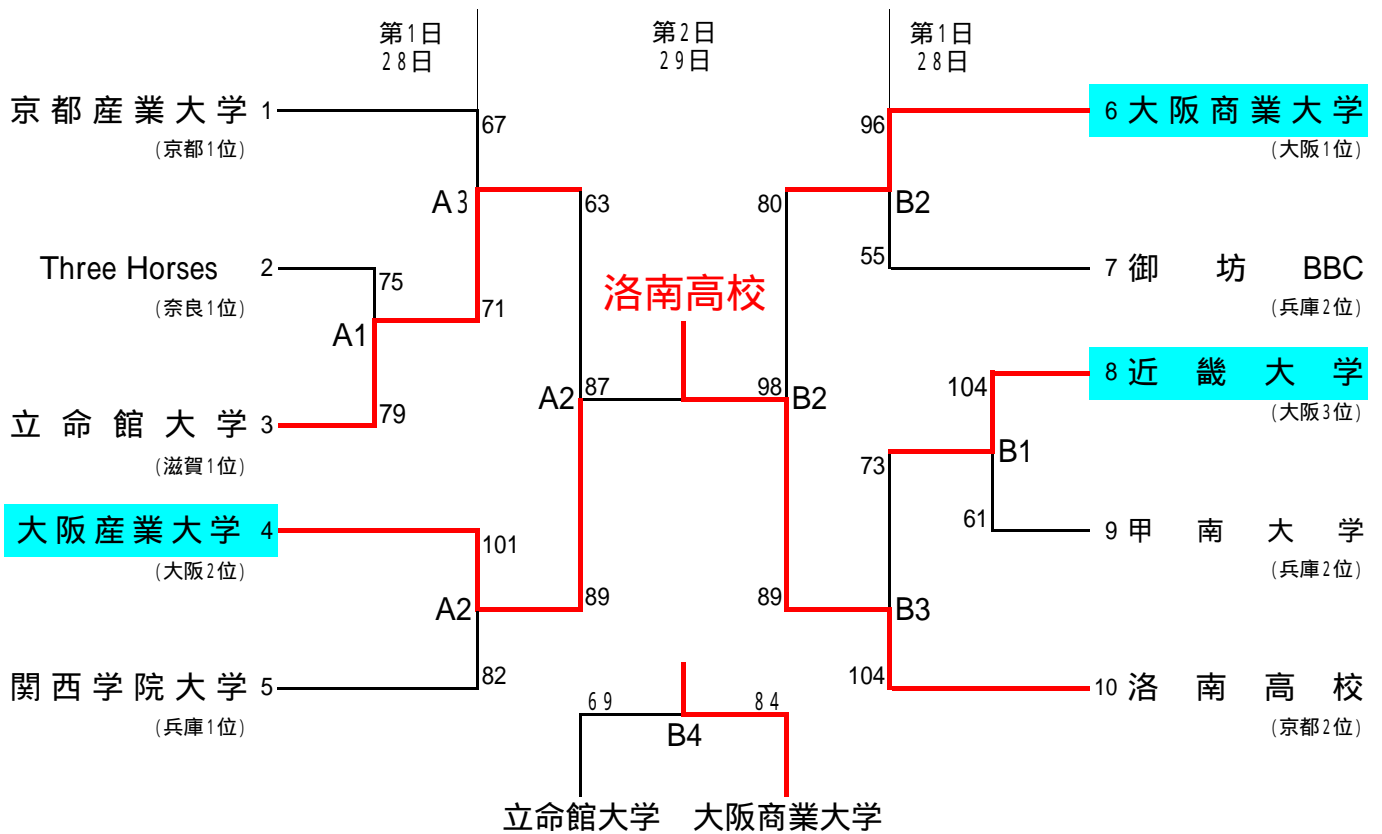 第1日
28日
第2日
29日
第1日
28日
京都産業大学 1
(京都1位)
67
96
6 大阪商業大学
(大阪1位)
A3
63
80
B2
Three Horses 2
(奈良1位)
75
71
55
7 御坊BBC
(兵庫2位)
洛南高校
A1
立命館大学 3
(滋賀1位)
79
A2
87
98
B2
104
8 近畿大学
(大阪3位)
73
B1
大阪産業大学 4
(大阪2位)
101
61
9 甲南大学
(兵庫2位)
A2
89
89
B3
関西学院大学 5
(兵庫1位)
82
104
10 洛南高校
(京都2位)
69
84
B4
立命館大学
大阪商業大学